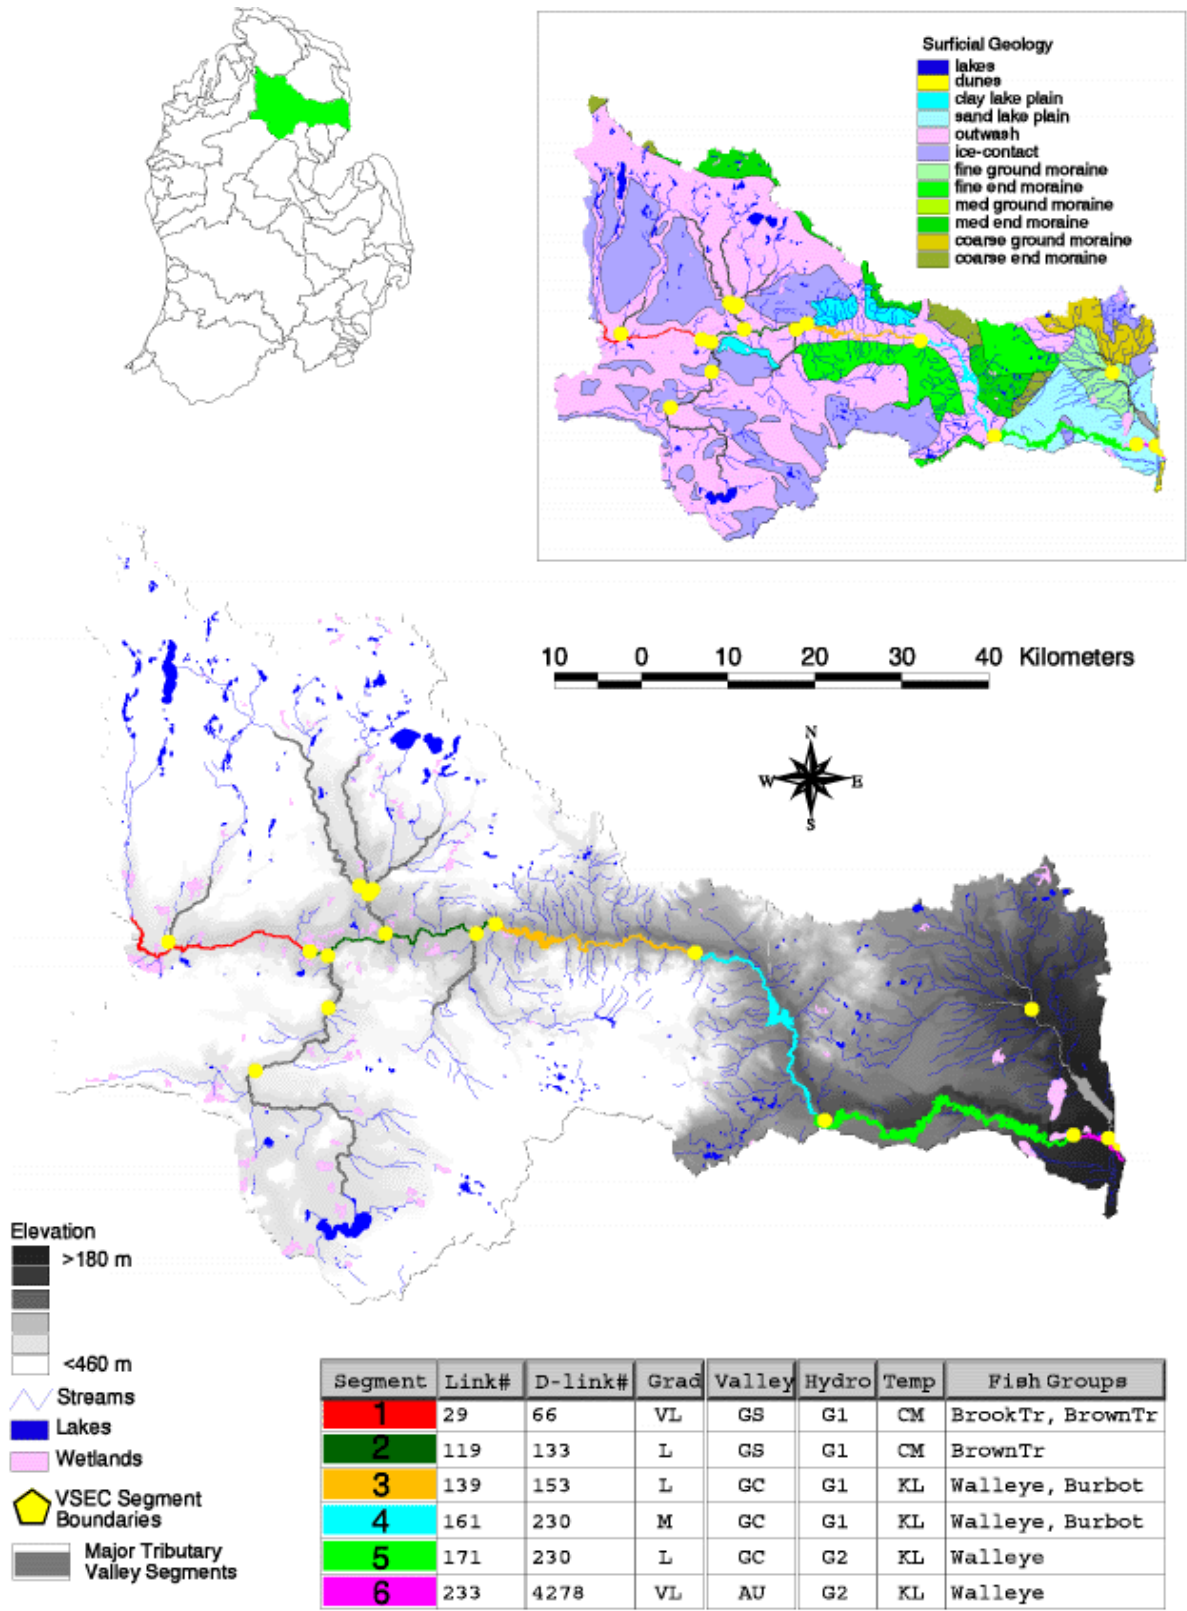 Surficial Geology
lakes
dunes
clay lake plain
sand lake plain
outwash
ice-contact
fine ground moraine
fine end moraine
med ground moraine
med end moraine
coarse ground moraine
coarse end moraine
10 0 10 20 30 40 Kilometers
N
W E
S
Elevation
>180 m
<460 m
Streams
Lakes
Wetlands
VSEC Segment
Boundaries
Major Tributary
Valley Segments
Segment Link# D-link# Grad Valley Hydro Temp Fish Groups
1 29 66 VL GS G1 CM BrookTr, BrownTr
2 119 133 L GS G1 CM BrownTr
3 139 153 L GC G1 KL Walleye, Burbot
4 161 230 M GC G1 KL Walleye, Burbot
5 171 230 L GC G2 KL Walleye
6 233 4278 VL AU G2 KL Walleye